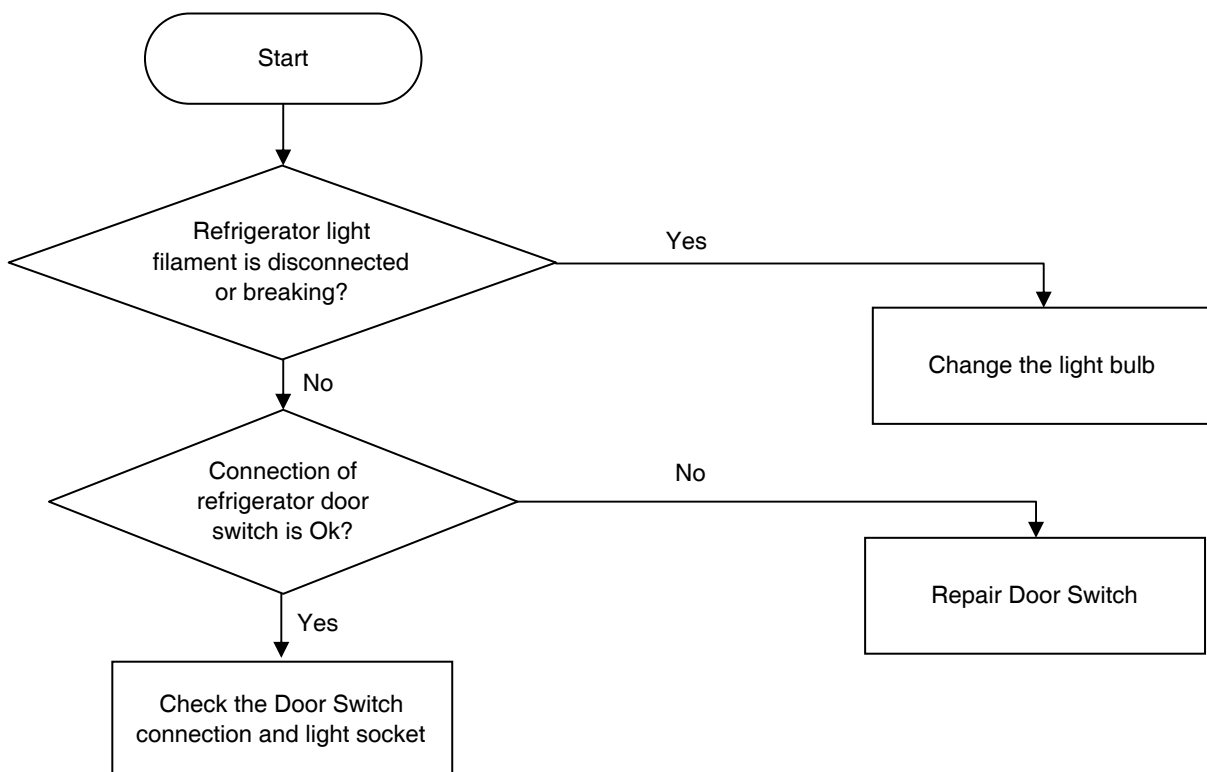 Start
Refrigerator light
filament is disconnected
or breaking?
Yes
Change the light bulb
No
Connection of
refrigerator door
switch is Ok?
No
Repair Door Switch
Yes
Check the Door Switch
connection and light socket